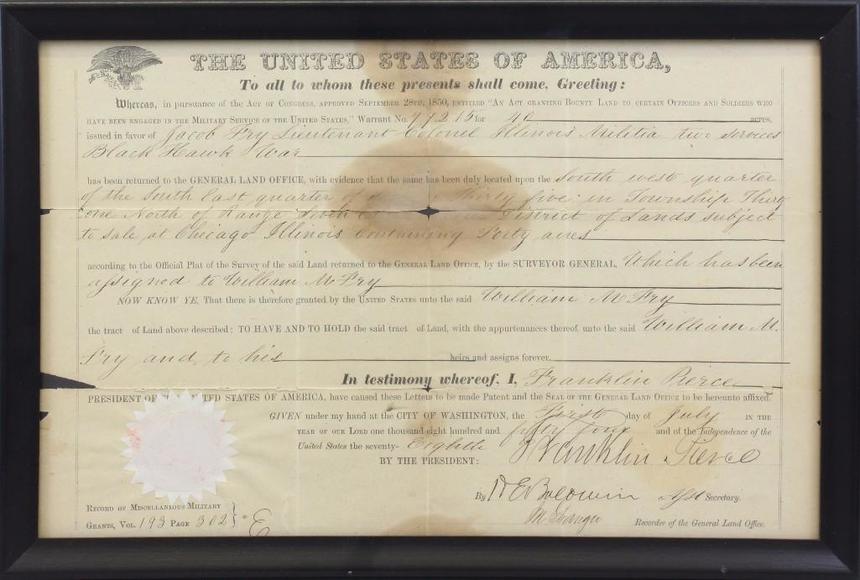 THE UNITED STATES OF AMERICA,
To all to whom these presents shall come, Greeting:
Whereas, in pursuance of the Act of Congress, approved September 28th, 1850, entitled "An Act granting Bounty Land to certain Officers and Soldiers who
have been engaged in the Military Service of the United States," Warrant No. for 40 acres,
issued in favor of Jacob Fry Lieutenant Colonel Illinois Militia two services
Black Hawk War
has been returned to the GENERAL LAND OFFICE, with evidence that the same has been duly located upon the South west quarter
of the South East quarter of thirty five in Township Thirty
one North of Range District of Lands subject
to sale at Chicago Illinois Containing Forty acres
according to the Official Plat of the Survey of the said Land returned to the General Land Office, by the SURVEYOR GENERAL, Which has been
assigned to William M Fry
NOW KNOW YE, That there is therefore granted by the United States unto the said William M Fry
the tract of Land above described: TO HAVE AND TO HOLD the said tract of Land, with the appurtenances thereof, unto the said William M.
Fry and to his heirs and assigns forever.
In testimony whereof, I, Franklin Pierce
PRESIDENT OF THE UNITED STATES OF AMERICA, have caused these Letters to be made Patent and the Seal of the General Land Office to be hereunto affixed.
GIVEN under my hand at the CITY OF WASHINGTON, the First day of July IN THE
YEAR OF OUR LORD one thousand eight hundred and fifty four and of the Independence of the
United States the seventy-Eighth
BY THE PRESIDENT: Franklin Pierce
By H E Baldwin Asst Secretary.
Recorder of the General Land Office.
Record of Miscellaneous Military
Grants, Vol. 193 Page 302